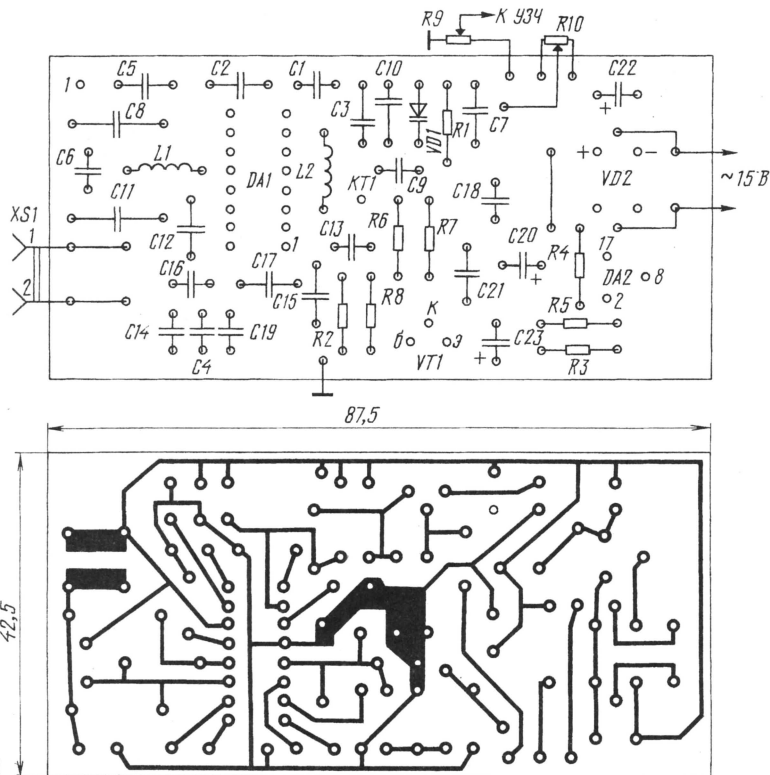 R9
К УЗЧ
R10
1
C5
C2
C1
C10
C22
+
C8
C3
VD1
R1
C7
C6
L1
DA1
L2
КТ1
C9
+
-
VD2
~15 В
XS1
1
C11
C12
1
C13
R6
R7
C18
R4
17
2
C16
C17
C15
C20
+
DA2
8
C21
2
R5
C14
C4
C19
R2
R8
К
б
э
VT1
+
C23
R3
87,5
42,5